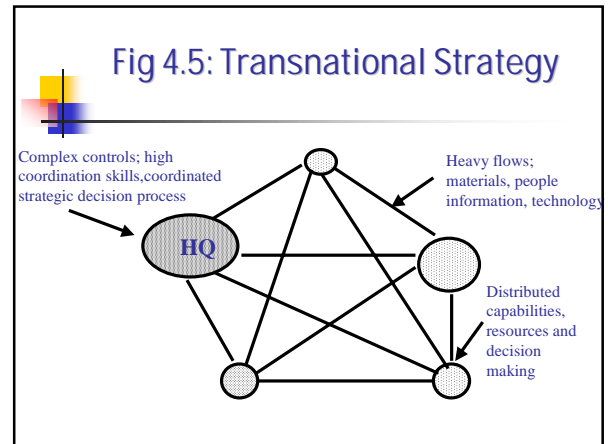 Fig 4.5: Transnational Strategy
Complex controls; high
coordination skills,coordinated
strategic decision process
Heavy flows;
materials, people
information, technology
HQ
Distributed
capabilities,
resources and
decision
making